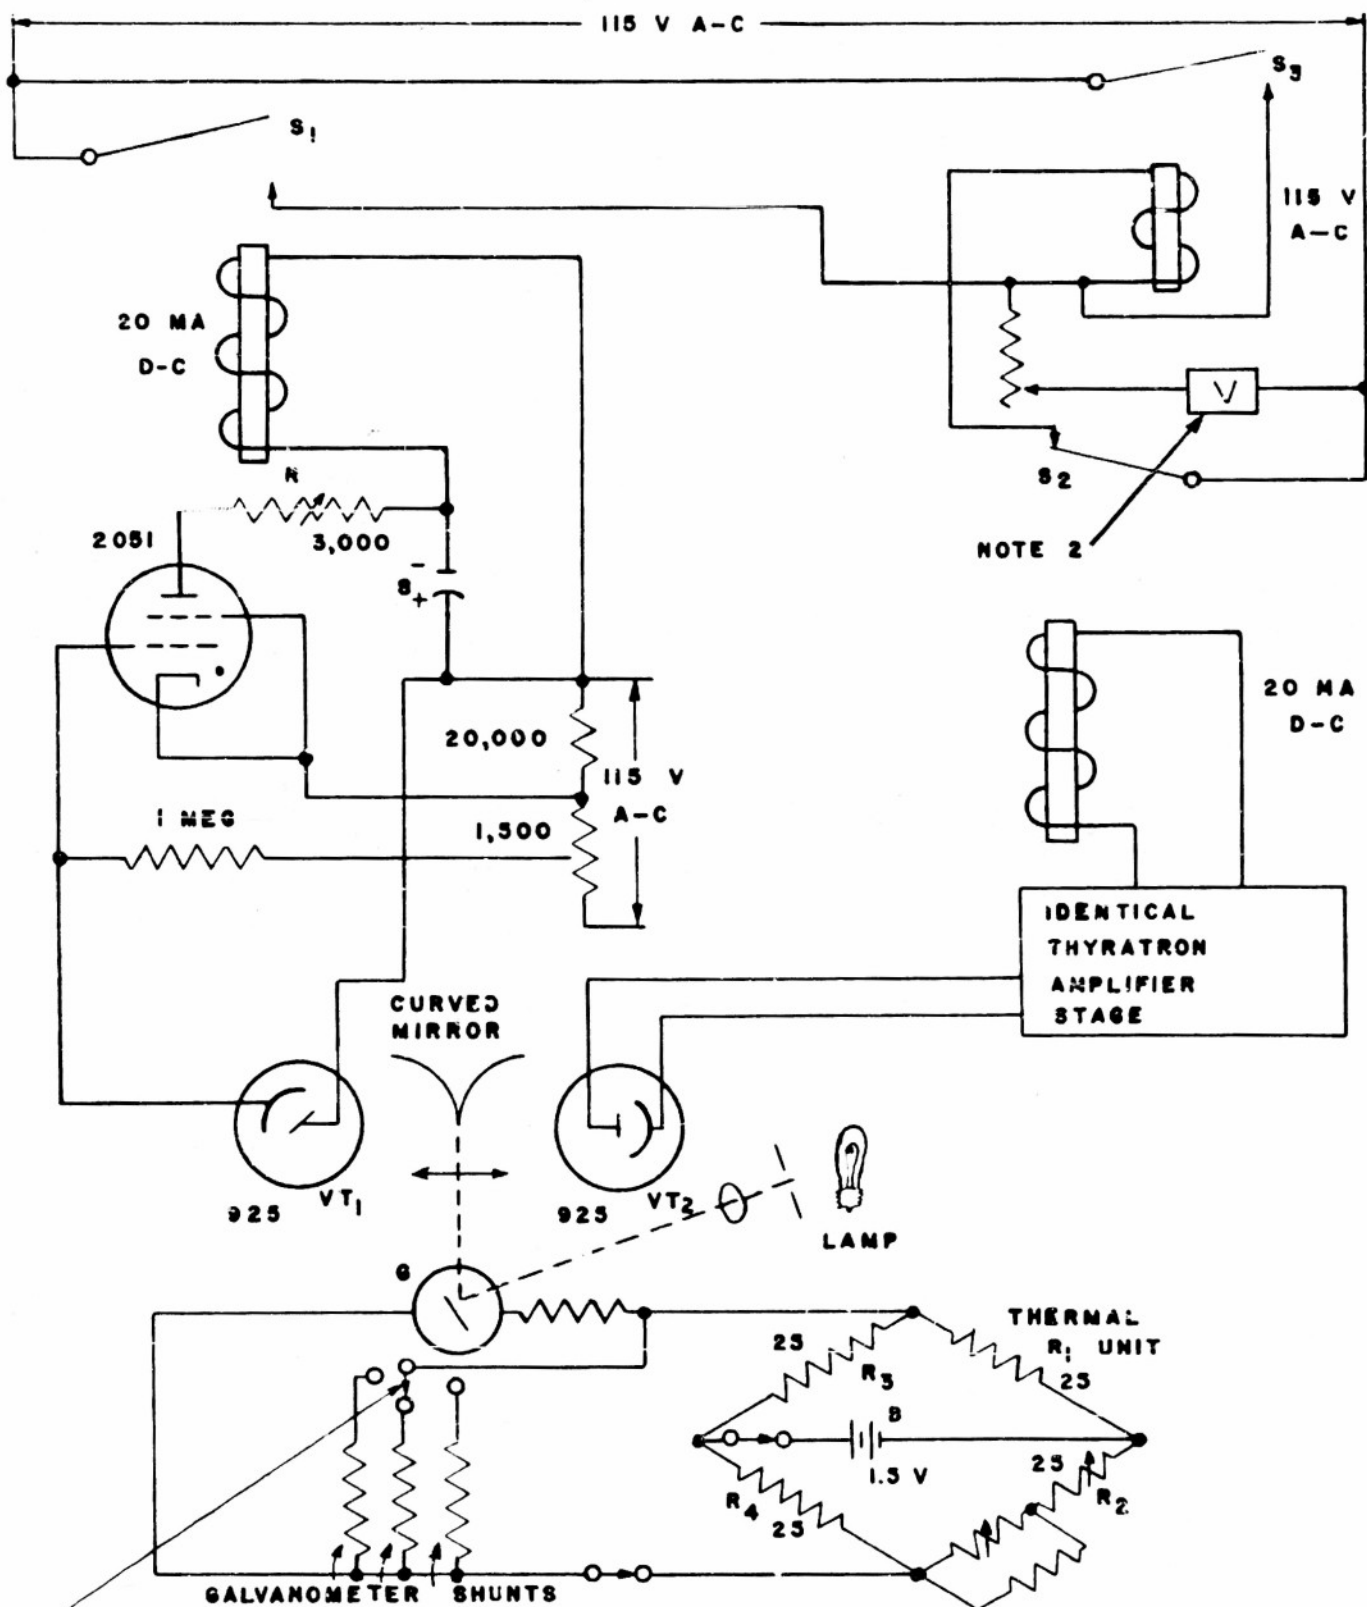 115 V A-C
S3
S1
115 V
A-C
20 MA
D-C
R
3,000
2051
8
- 
+
V
S2
NOTE 2
20,000
115 V
A-C
20 MA
D-C
1 MEG
1,500
IDENTICAL
THYRATRON
AMPLIFIER
STAGE
CURVED
MIRROR
925
VT1
925
VT2
LAMP
G
THERMAL
R1 UNIT
25
R3
25
B
1.5 V
25
R2
R4
25
GALVANOMETER SHUNTS